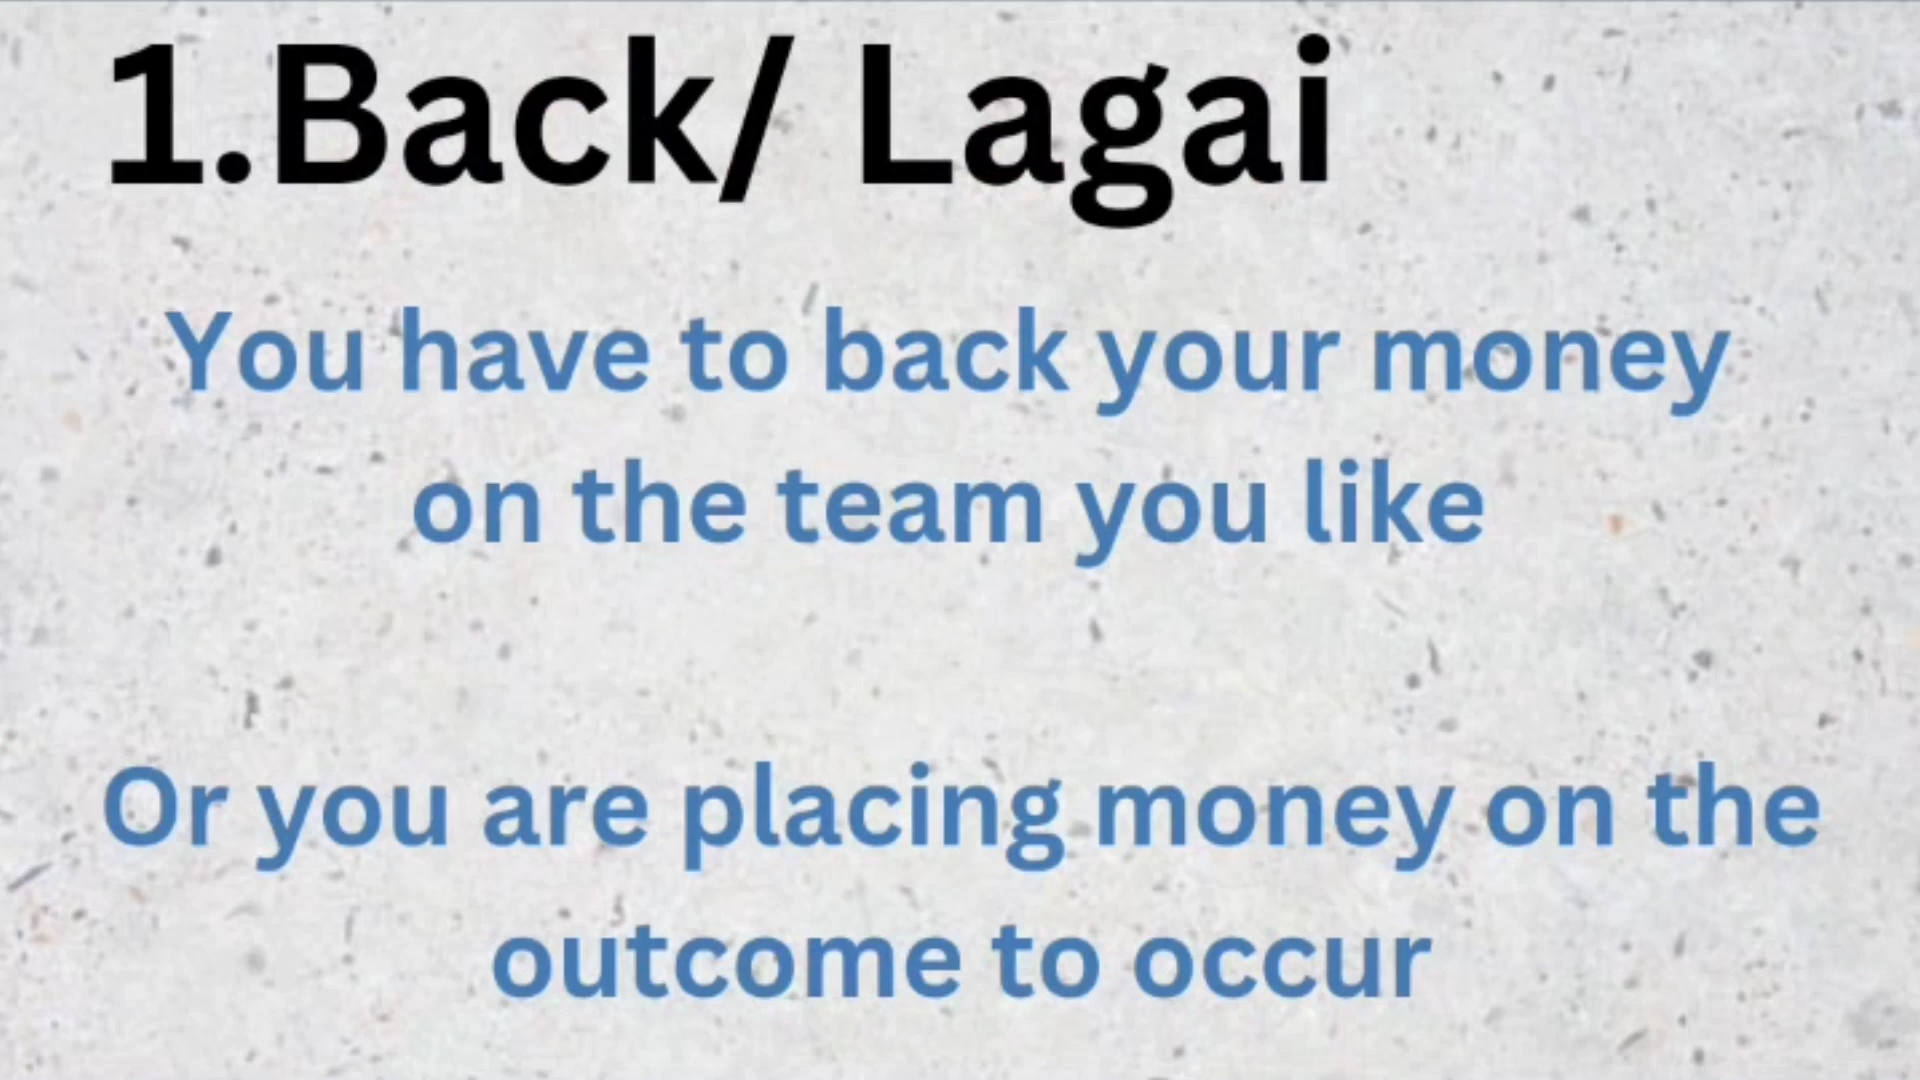 1.Back/ Lagai
You have to back your money
on the team you like
Or you are placing money on the
outcome to occur